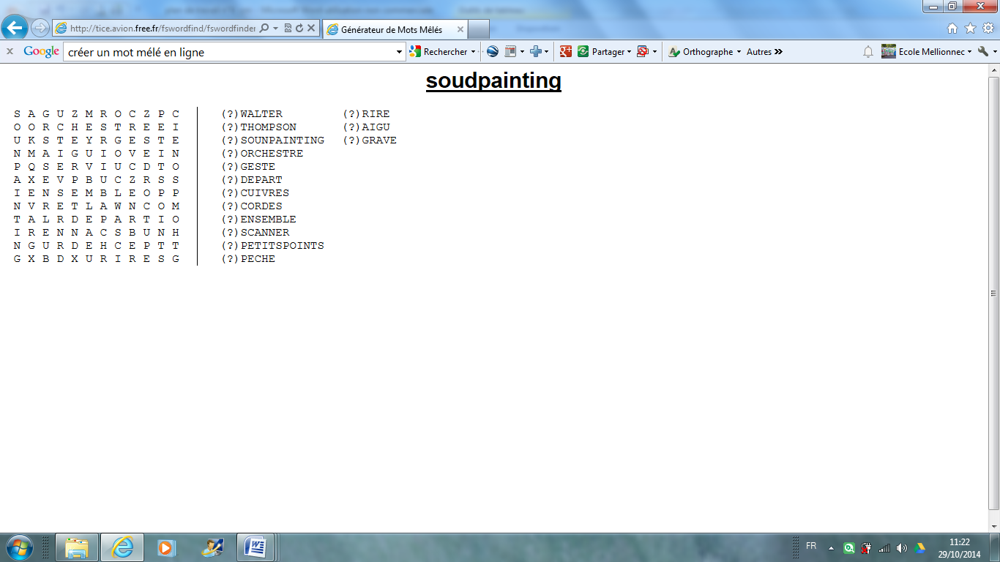 http://tice.avion.free.fr/fswordfind/fswordfinder
Générateur de Mots Mêlés
x Google créer un mot mélé en ligne Rechercher Partager Orthographe Autres Ecole Mellionnec
soudpainting
S A G U Z M R O C Z P C (?)WALTER (?)RIRE
O O R C H E S T R E E I (?)THOMPSON (?)AIGU
U K S T E Y R G E S T E (?)SOUNPAINTING (?)GRAVE
N M A I G U I O V E I N (?)ORCHESTRE
P Q S E R V I U C D T O (?)GESTE
A X E V P B U C Z R S S (?)DEPART
I E N S E M B L E O P P (?)CUIVRES
N V R E T L A W N C O M (?)CORDES
T A L R D E P A R T I O (?)ENSEMBLE
I R E N N A C S B U N H (?)SCANNER
N G U R D E H C E P T T (?)PETITSPOINTS
G X B D X U R I R E S G (?)PECHE
FR
11:22
29/10/2014